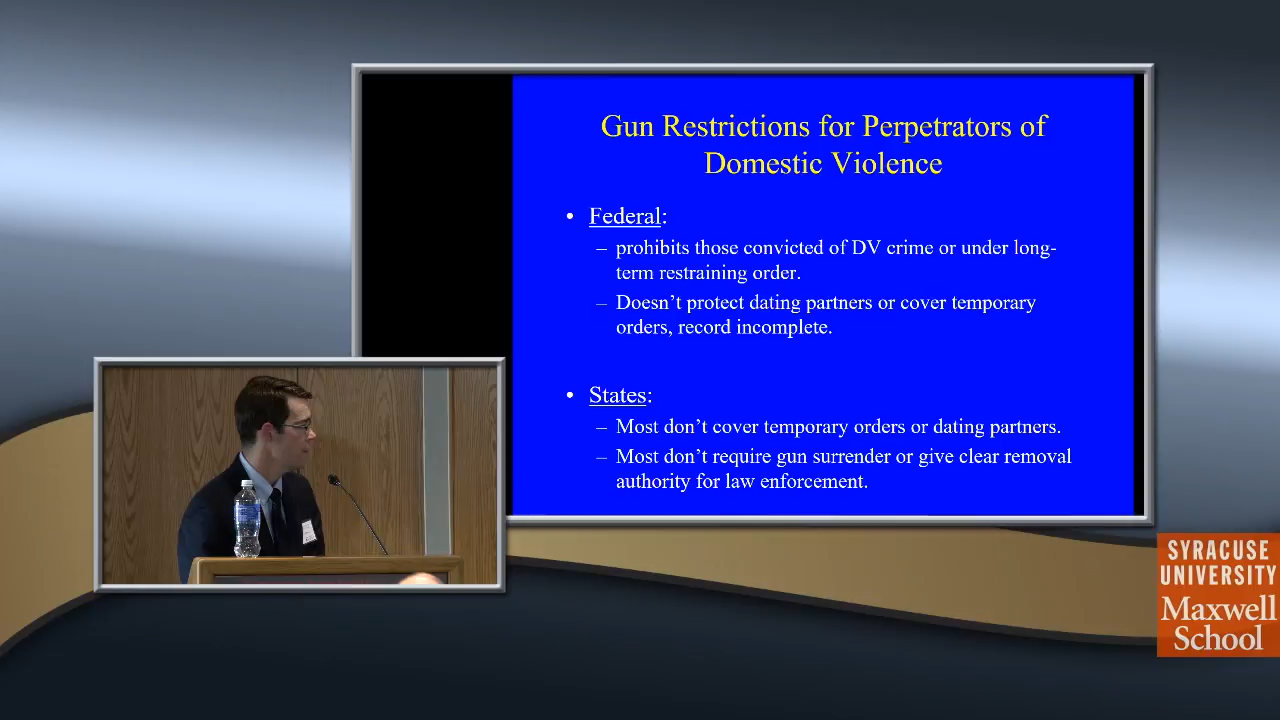 Gun Restrictions for Perpetrators of
Domestic Violence
• Federal:
– prohibits those convicted of DV crime or under long-
term restraining order.
– Doesn't protect dating partners or cover temporary
orders, record incomplete.
• States:
– Most don't cover temporary orders or dating partners.
– Most don't require gun surrender or give clear removal
authority for law enforcement.
SYRACUSE
UNIVERSITY
Maxwell
School